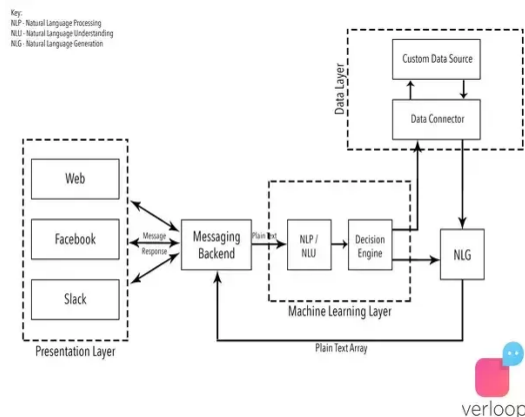 Key:
NLP - Natural Language Processing
NLU - Natural Language Understanding
NLG - Natural Language Generation
Data Layer
Custom Data Source
Data Connector
Web
Facebook
Slack
Presentation Layer
Message
Response
Messaging
Backend
Plain Text
NLP /
NLU
Decision
Engine
Machine Learning Layer
NLG
Plain Text Array
verloop